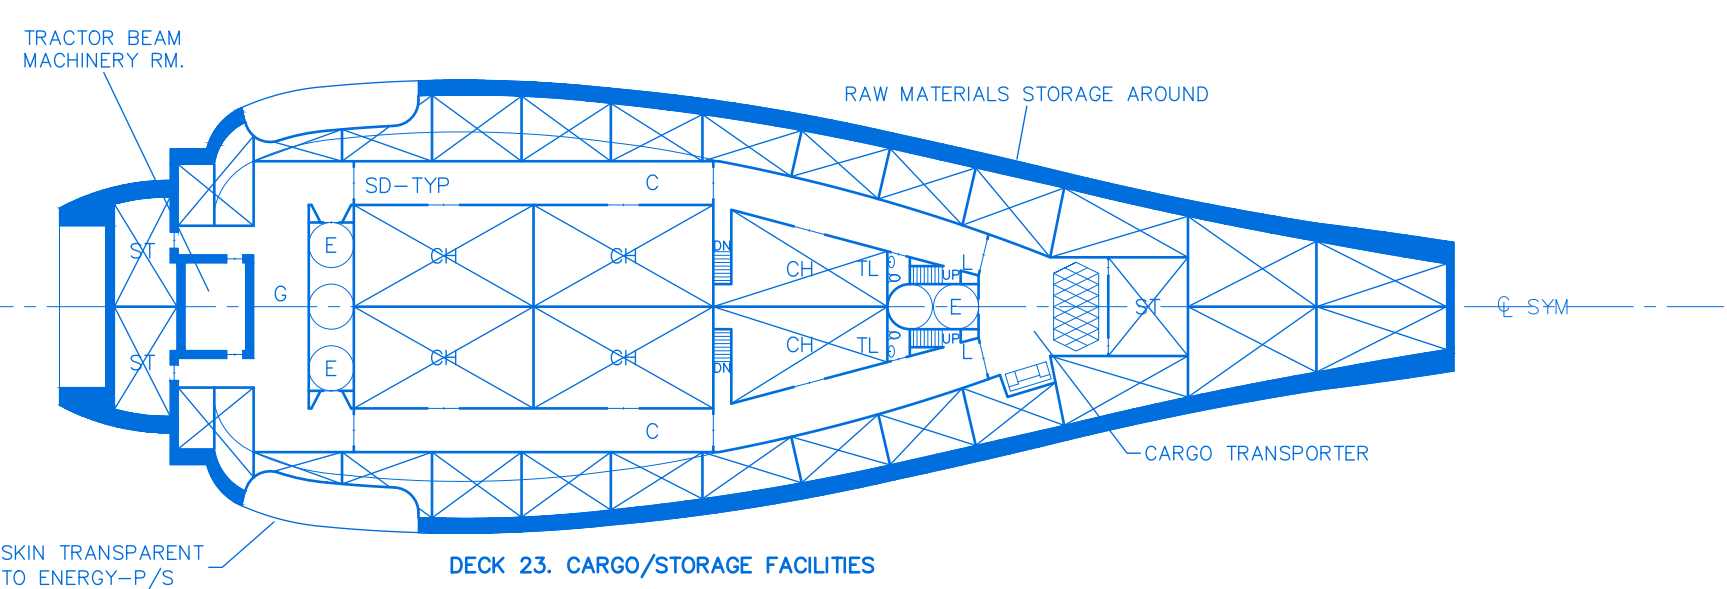 TRACTOR BEAM
MACHINERY RM.
RAW MATERIALS STORAGE AROUND
SD-TYP
C
ST
E
CH
CH
DN
CH
TL
UP
L
G
E
ST
℄ SYM
ST
E
CH
CH
DN
CH
TL
UP
L
C
CARGO TRANSPORTER
SKIN TRANSPARENT
TO ENERGY-P/S
DECK 23. CARGO/STORAGE FACILITIES